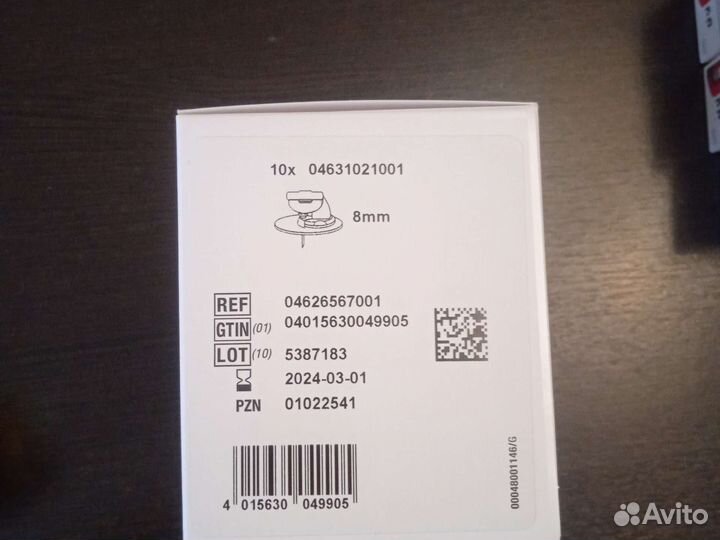 10x 04631021001
8mm
REF 04626567001
GTIN (01) 04015630049905
LOT (10) 5387183
2024-03-01
PZN 01022541
4 015630 049905
00048001146/G
Avito